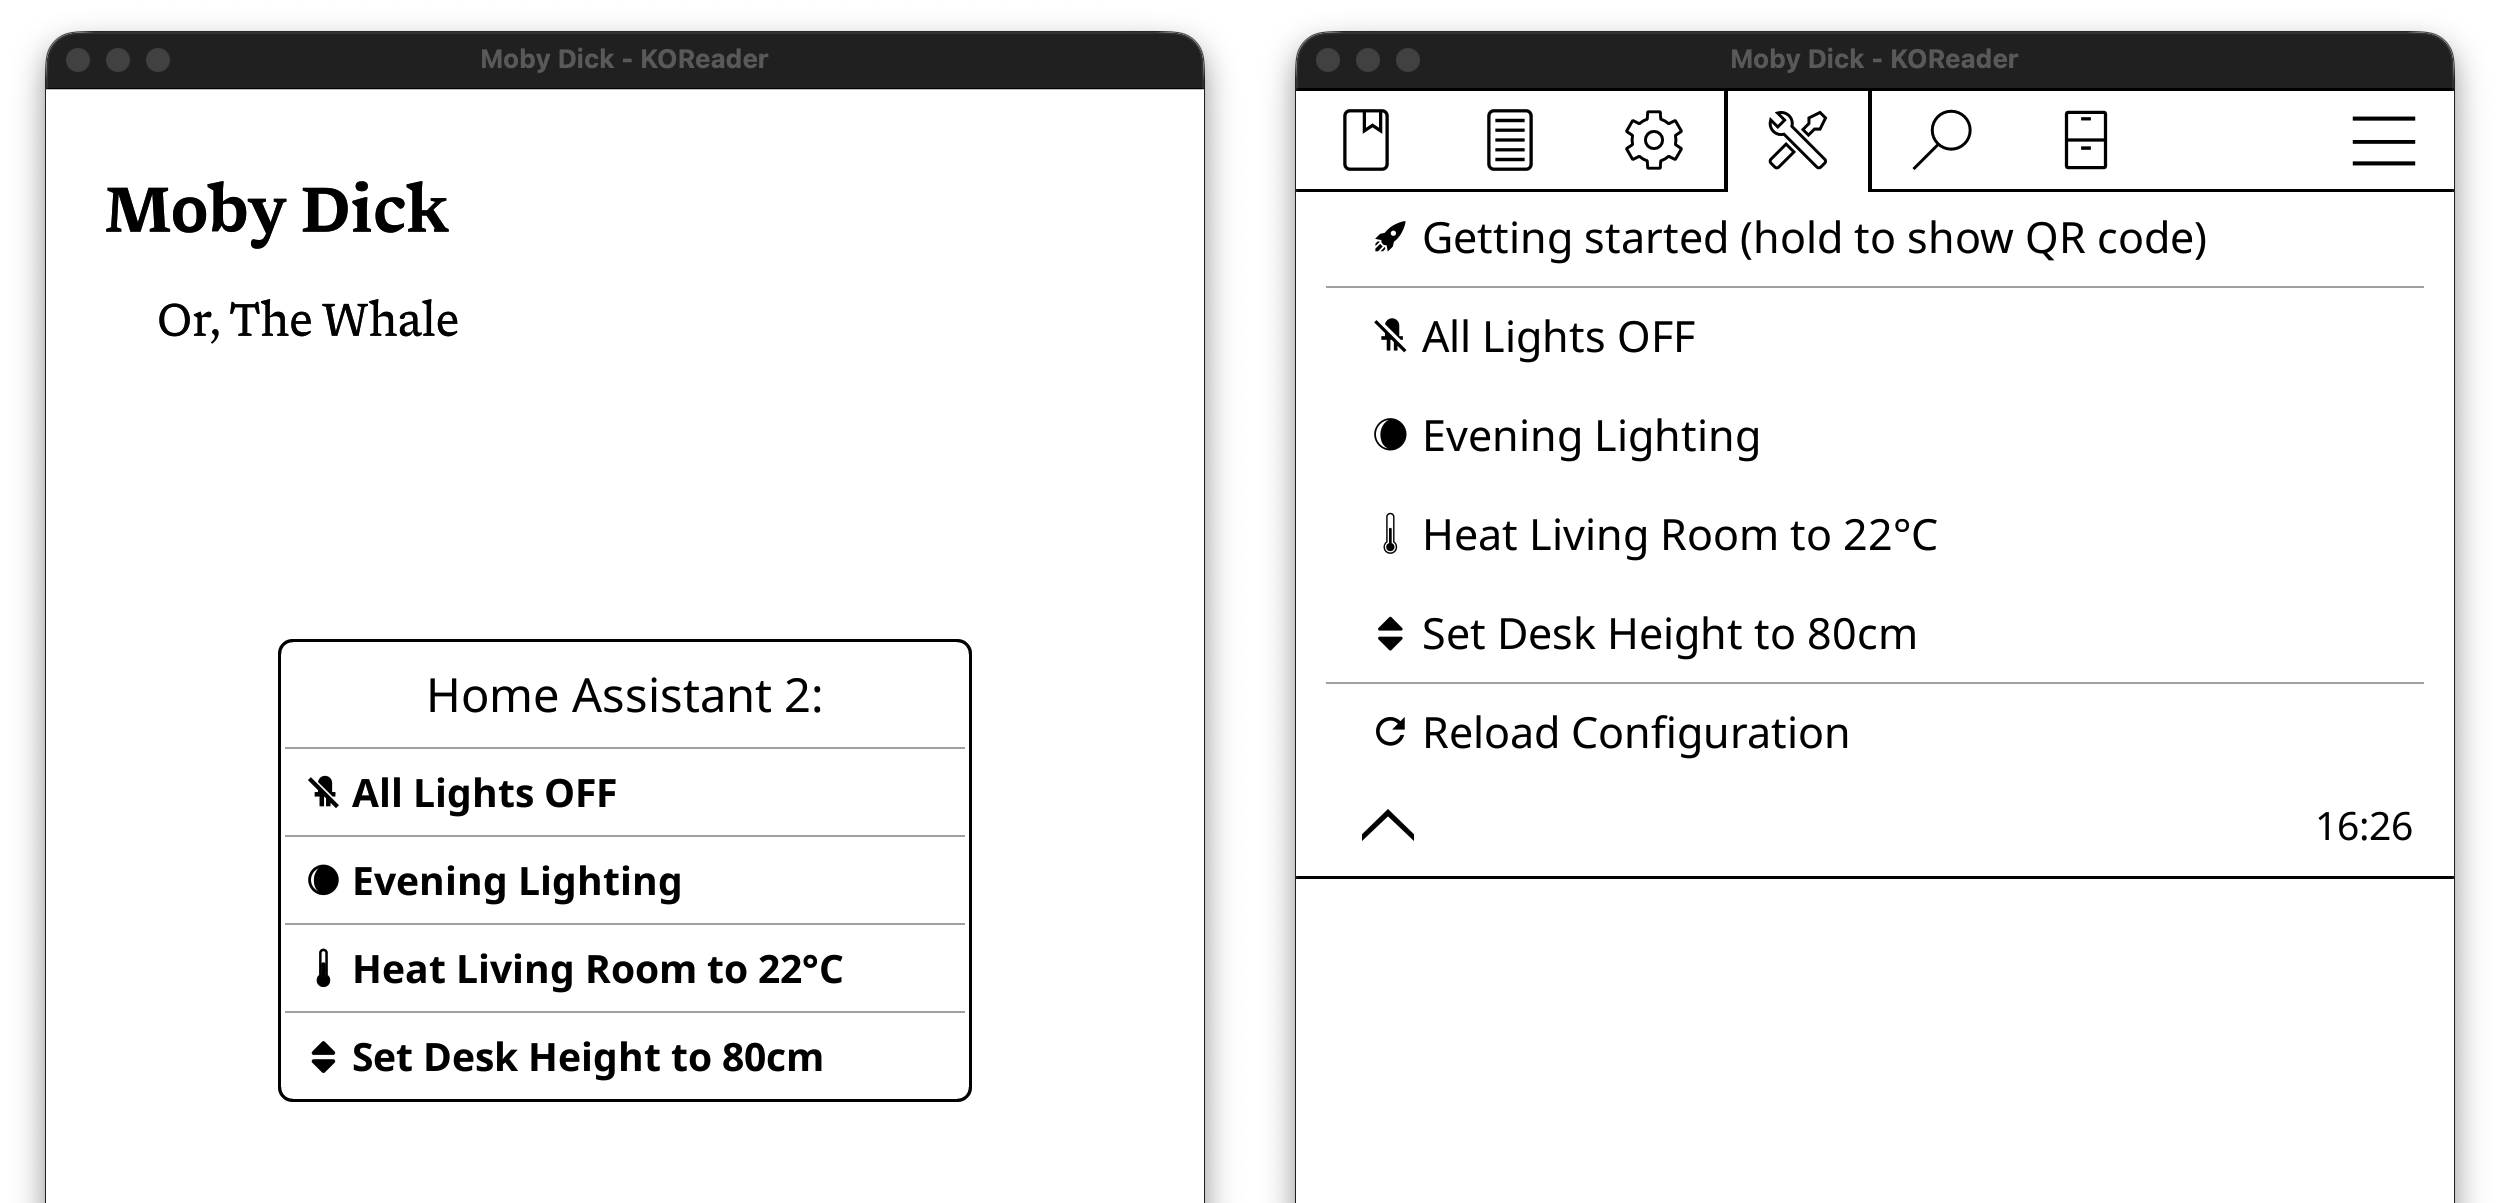 Moby Dick - KOReader
Moby Dick
Or, The Whale
Home Assistant 2:
All Lights OFF
Evening Lighting
Heat Living Room to 22°C
Set Desk Height to 80cm
Moby Dick - KOReader
Getting started (hold to show QR code)
All Lights OFF
Evening Lighting
Heat Living Room to 22°C
Set Desk Height to 80cm
Reload Configuration
16:26